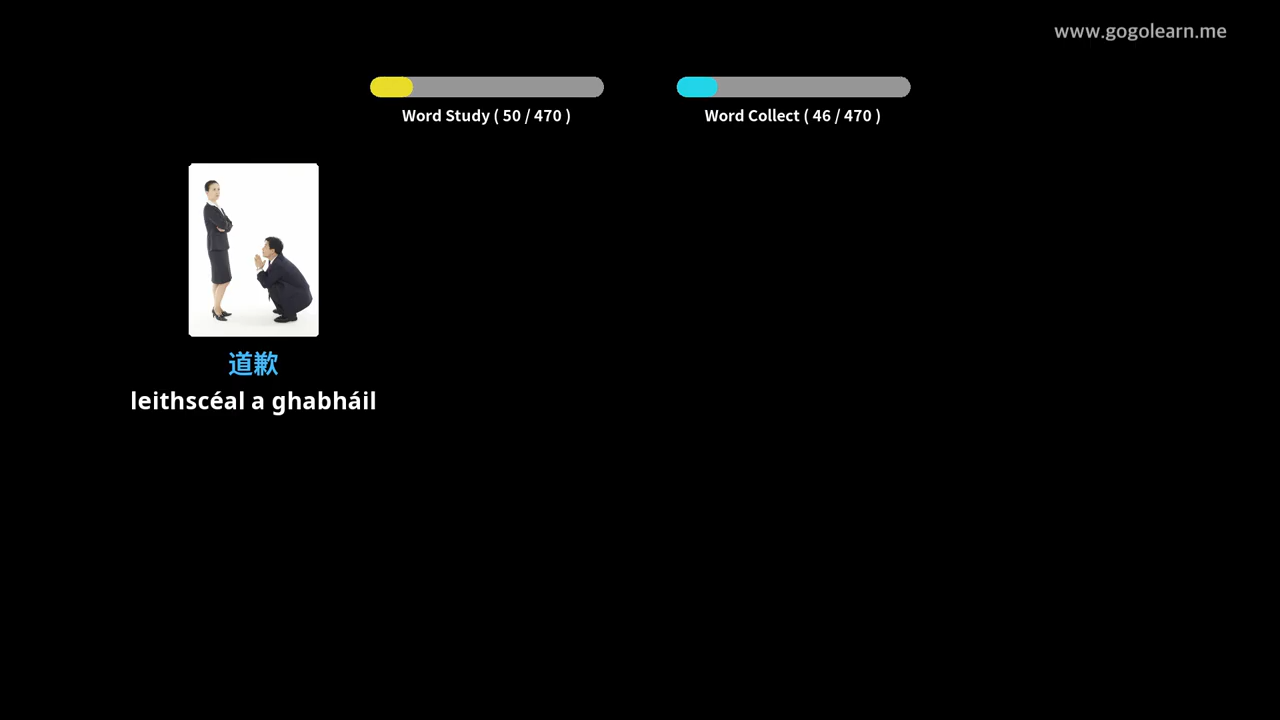 www.gogolearn.me
Word Study ( 50 / 470 )
Word Collect ( 46 / 470 )
道歉
leithscéal a ghabháil